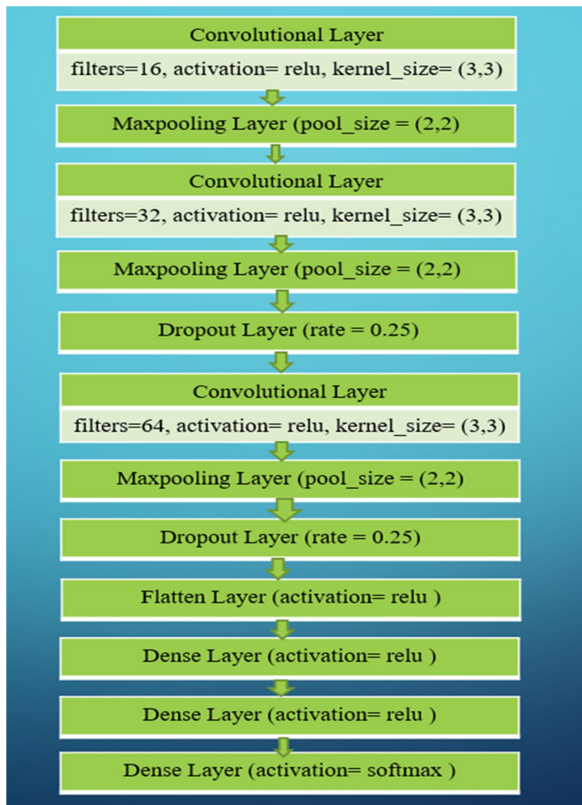 Convolutional Layer
filters=16, activation= relu, kernel_size= (3,3)
Maxpooling Layer (pool_size = (2,2)
Convolutional Layer
filters=32, activation= relu, kernel_size= (3,3)
Maxpooling Layer (pool_size = (2,2)
Dropout Layer (rate = 0.25)
Convolutional Layer
filters=64, activation= relu, kernel_size= (3,3)
Maxpooling Layer (pool_size = (2,2)
Dropout Layer (rate = 0.25)
Flatten Layer (activation= relu )
Dense Layer (activation= relu )
Dense Layer (activation= relu )
Dense Layer (activation= softmax )